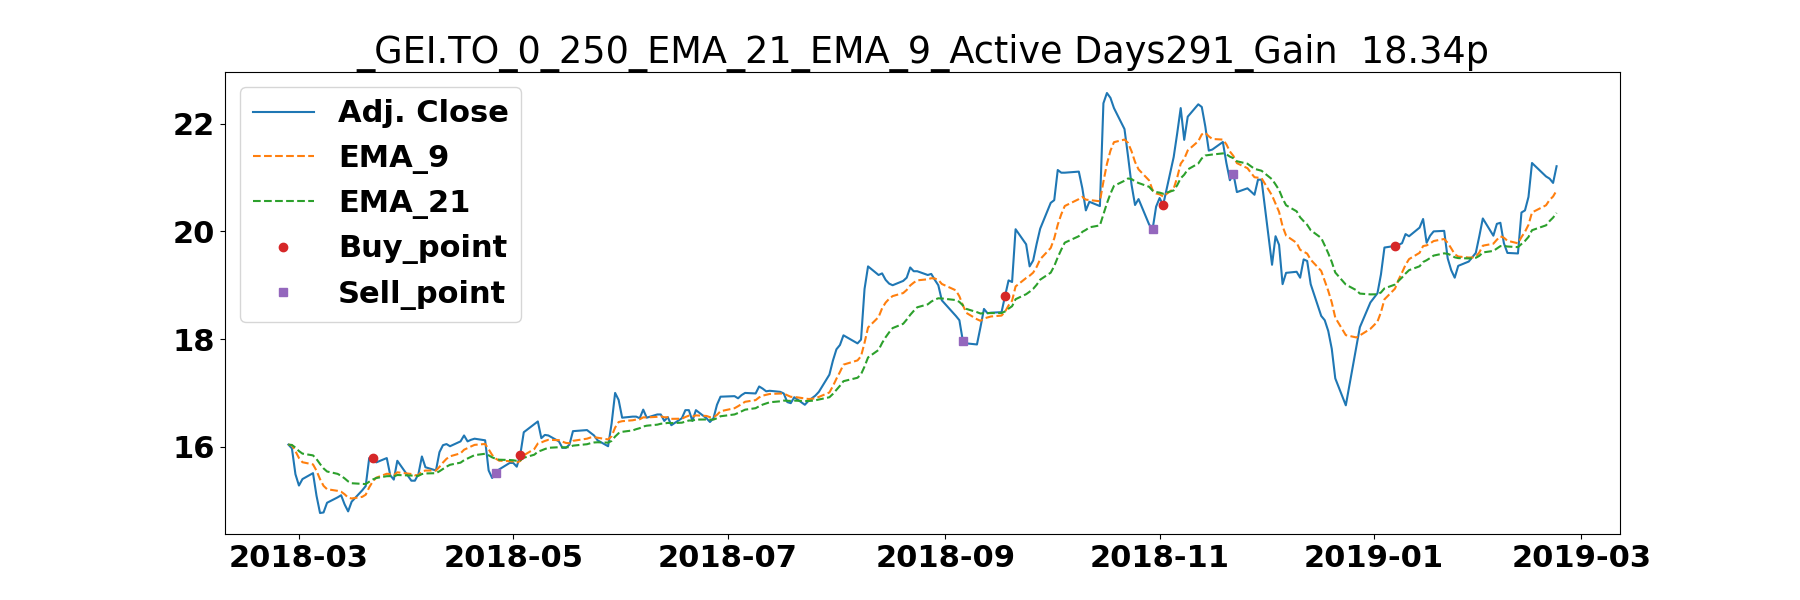 _GEI.TO_0_250_EMA_21_EMA_9_Active Days291_Gain  18.34p
Adj. Close
EMA_9
EMA_21
Buy_point
Sell_point
22
20
18
16
2018-03 2018-05 2018-07 2018-09 2018-11 2019-01 2019-03